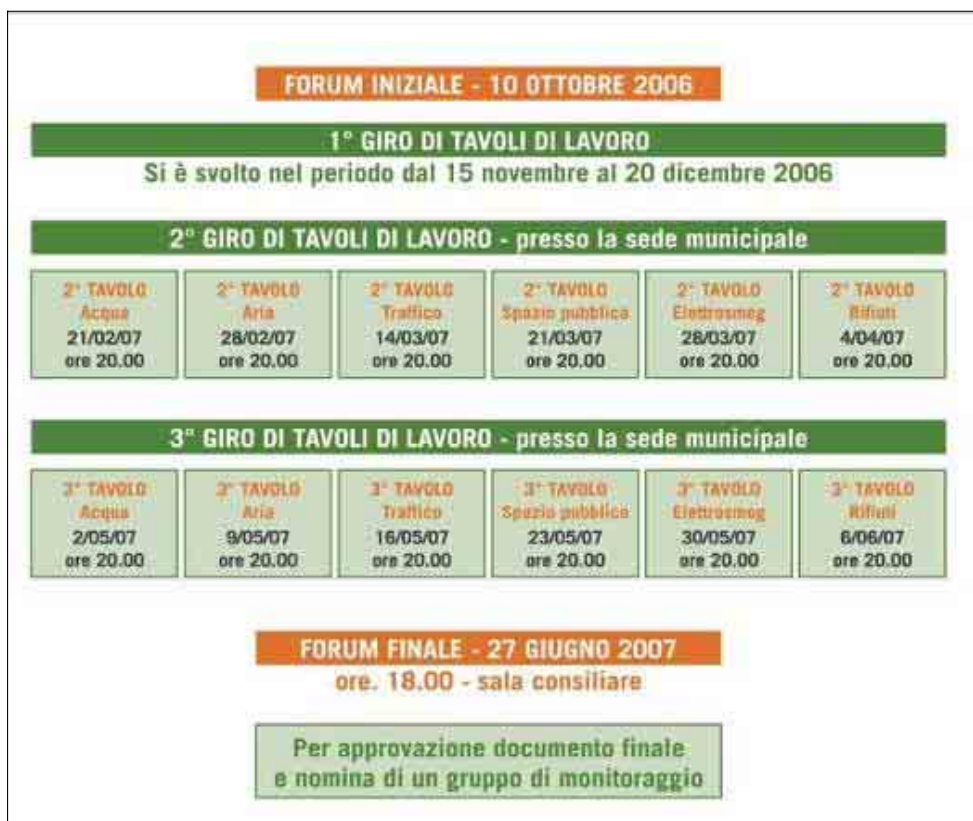 FORUM INIZIALE - 10 OTTOBRE 2006
1° GIRO DI TAVOLI DI LAVORO
Si è svolto nel periodo dal 15 novembre al 20 dicembre 2006
2° GIRO DI TAVOLI DI LAVORO - presso la sede municipale
2° TAVOLO
Acqua
21/02/07
ore 20.00
2° TAVOLO
Aria
28/02/07
ore 20.00
2° TAVOLO
Traffico
14/03/07
ore 20.00
2° TAVOLO
Spazio pubblico
21/03/07
ore 20.00
2° TAVOLO
Elettrosmog
28/03/07
ore 20.00
2° TAVOLO
Rifiuti
4/04/07
ore 20.00
3° GIRO DI TAVOLI DI LAVORO - presso la sede municipale
3° TAVOLO
Acqua
2/05/07
ore 20.00
3° TAVOLO
Aria
9/05/07
ore 20.00
3° TAVOLO
Traffico
16/05/07
ore 20.00
3° TAVOLO
Spazio pubblico
23/05/07
ore 20.00
3° TAVOLO
Elettrosmog
30/05/07
ore 20.00
3° TAVOLO
Rifiuti
6/06/07
ore 20.00
FORUM FINALE - 27 GIUGNO 2007
ore. 18.00 - sala consiliare
Per approvazione documento finale
e nomina di un gruppo di monitoraggio